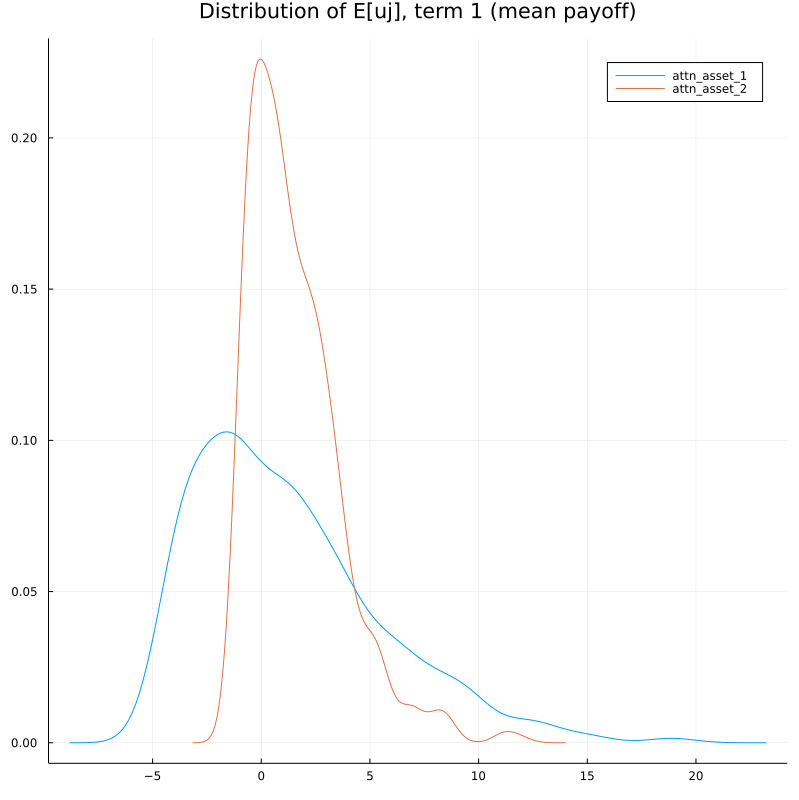 Distribution of E[uj], term 1 (mean payoff)
attn_asset_1
attn_asset_2
0.20
0.15
0.10
0.05
0.00
−5 0 5 10 15 20